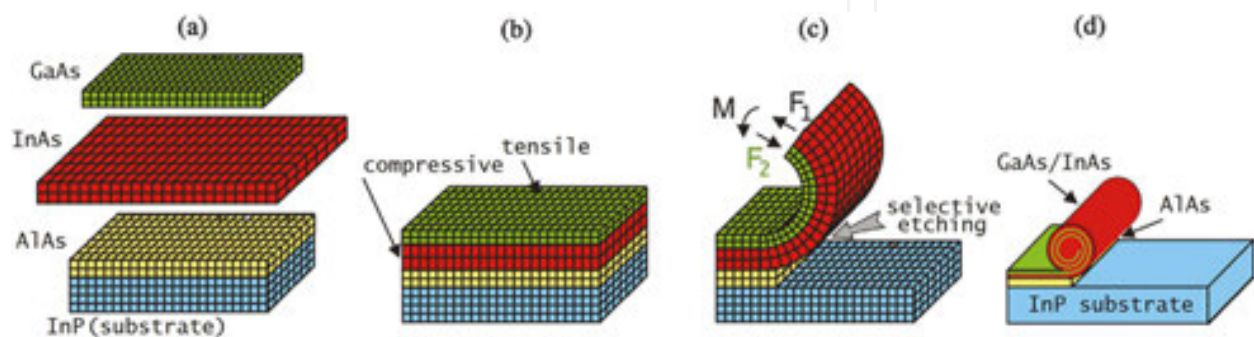 (a)
GaAs
InAs
AlAs
InP(substrate)
(b)
tensile
compressive
(c)
M
F1
F2
selective
etching
(d)
GaAs/InAs
AlAs
InP substrate